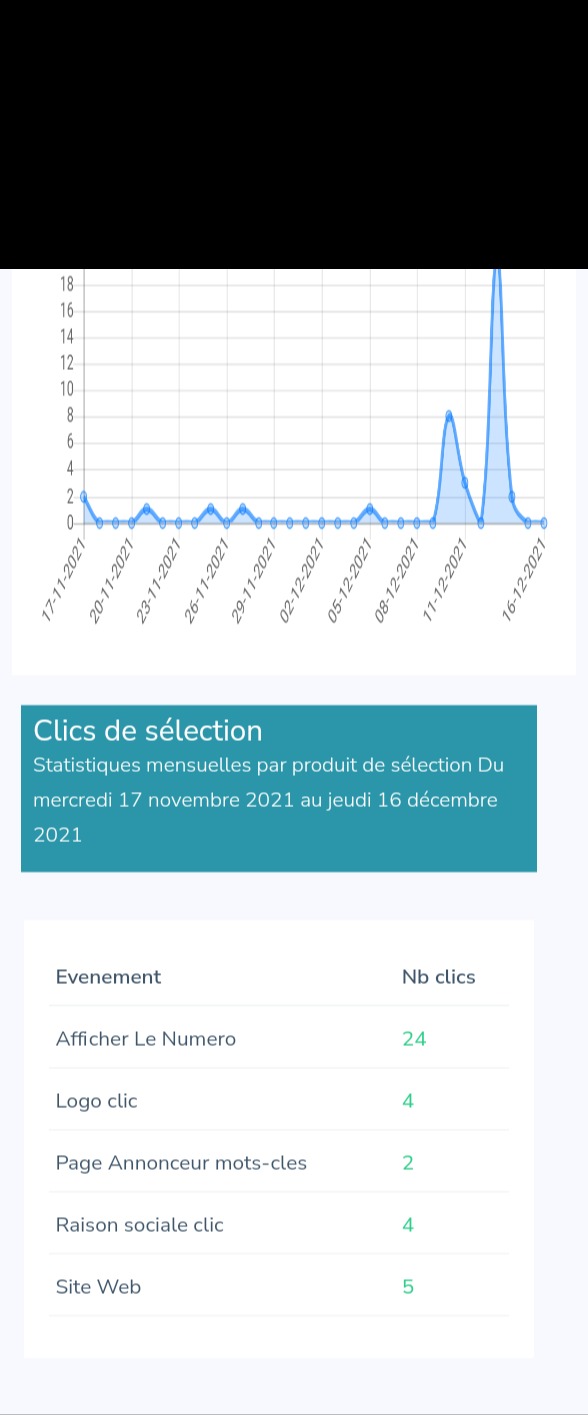 18
16
14
12
10
8
6
4
2
0
17-11-2021
20-11-2021
23-11-2021
26-11-2021
29-11-2021
02-12-2021
05-12-2021
08-12-2021
11-12-2021
16-12-2021
Clics de sélection
Statistiques mensuelles par produit de sélection Du
mercredi 17 novembre 2021 au jeudi 16 décembre
2021
Evenement Nb clics
Afficher Le Numero 24
Logo clic 4
Page Annonceur mots-cles 2
Raison sociale clic 4
Site Web 5